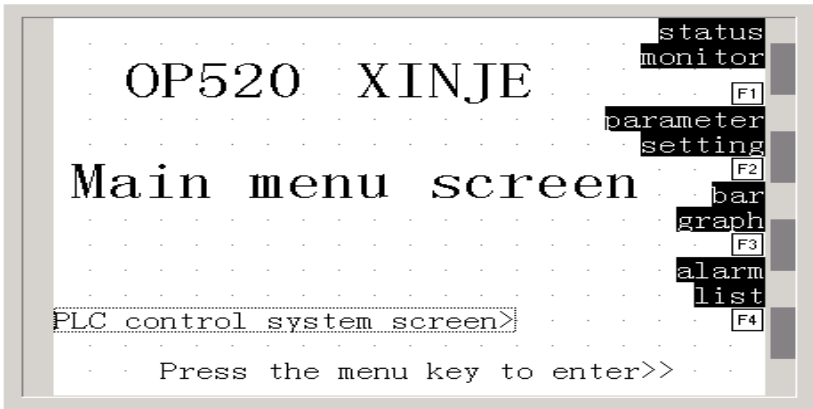 OP520 XINJE
Main menu screen
PLC control system screen>
Press the menu key to enter>>
status
monitor
F1
parameter
setting
F2
bar
graph
F3
alarm
list
F4